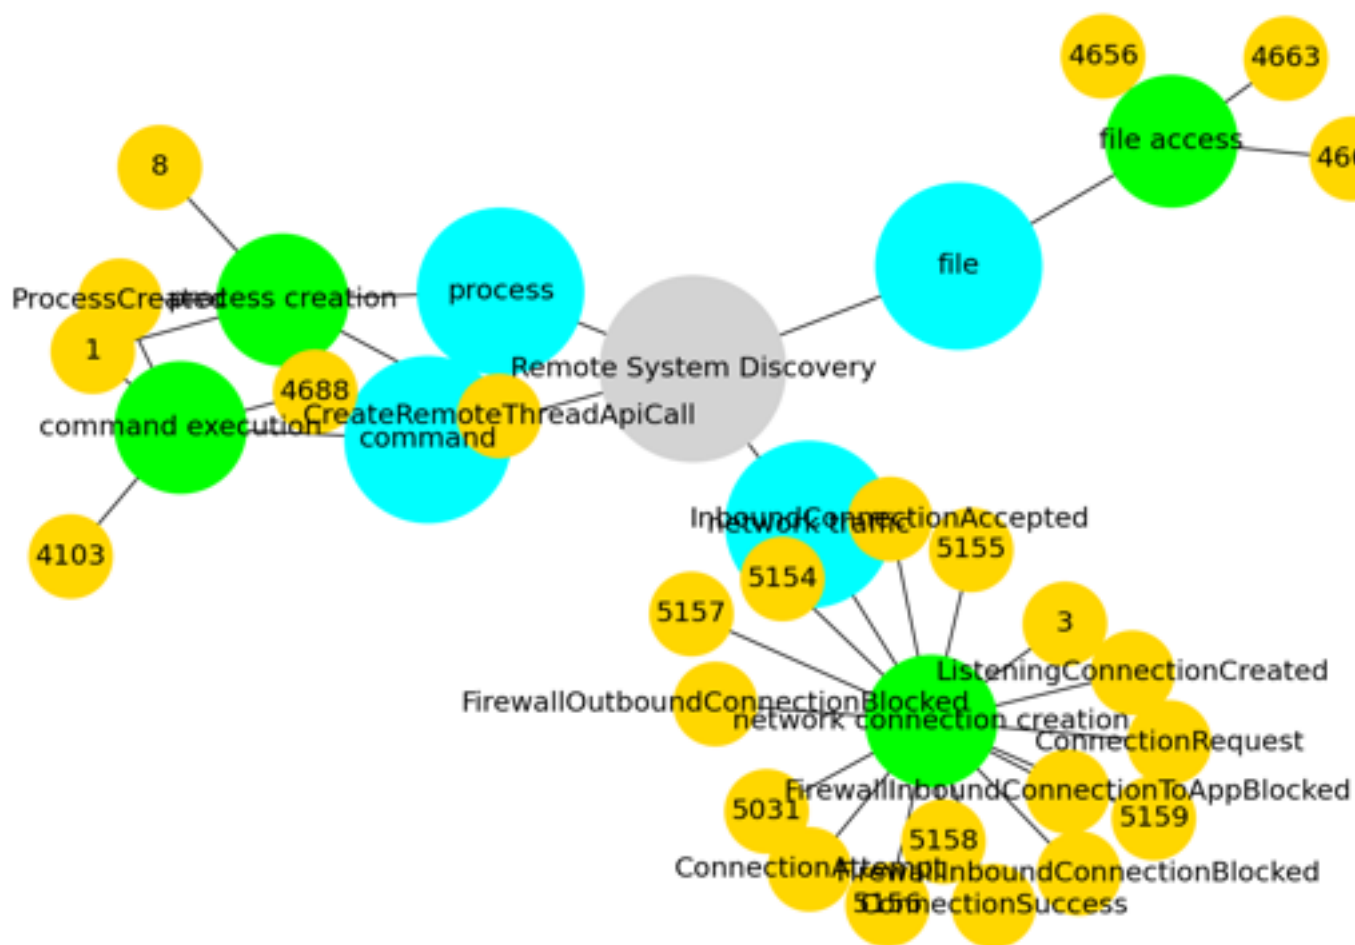 4656
4663
file access
466
8
file
process
ProcessCreated
process creation
1
Remote System Discovery
4688
CreateRemoteThreadApiCall
command execution
command
InboundConnectionAccepted
network traffic
4103
5155
5154
5157
3
ListeningConnectionCreated
FirewallOutboundConnectionBlocked
network connection creation
ConnectionRequest
FirewallInboundConnectionToAppBlocked
5031
5159
5158
ConnectionAttempt
FirewallInboundConnectionBlocked
5156
ConnectionSuccess